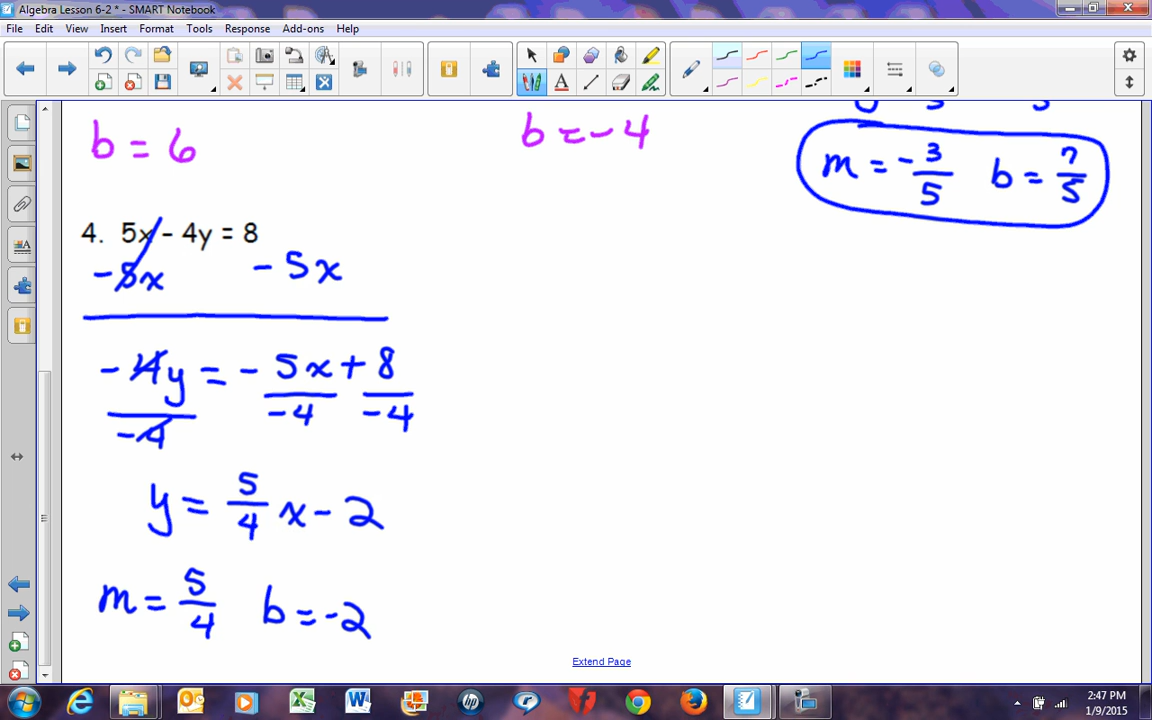 Algebra Lesson 6-2 * - SMART Notebook
File Edit View Insert Format Tools Response Add-ons Help
b = 6
b = -4
m = -3/5 b = 7/5
4. 5x - 4y = 8
-5x -5x
-4y = -5x + 8
-4 -4 -4
y = 5/4 x - 2
m = 5/4 b = -2
Extend Page
2:47 PM
1/9/2015